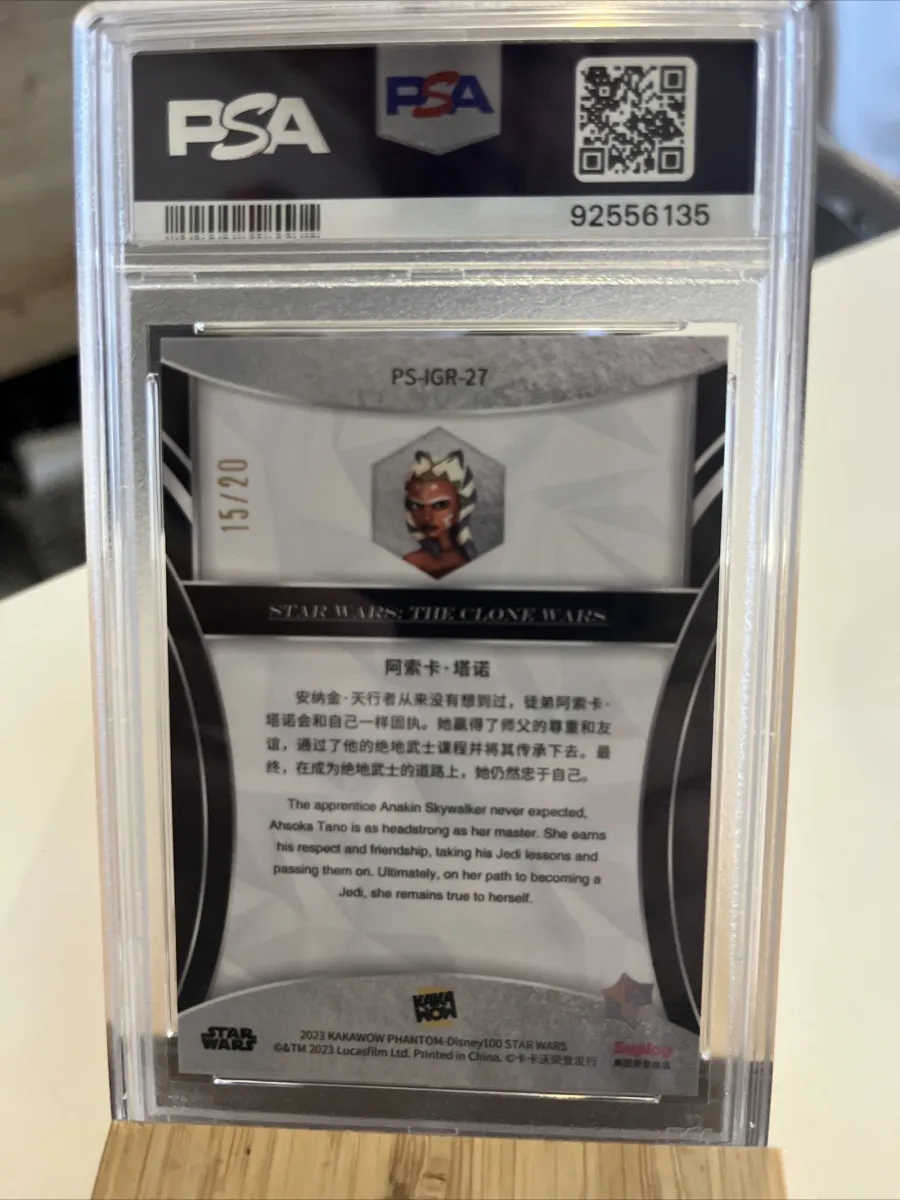 PSA
PSA
92556135
PS-IGR-27
15/20
STAR WARS: THE CLONE WARS
阿索卡·塔诺
安纳金·天行者从来没有想到过，徒弟阿索卡·
塔诺会和自己一样固执。她赢得了师父的尊重和友
谊，通过了他的绝地武士课程并将其传承下去。最
终，在成为绝地武士的道路上，她仍然忠于自己。
The apprentice Anakin Skywalker never expected,
Ahsoka Tano is as headstrong as her master. She earns
his respect and friendship, taking his Jedi lessons and
passing them on. Ultimately, on her path to becoming a
Jedi, she remains true to herself.
KAKA
WOW
STAR
WARS
2023 KAKAWOW PHANTOM-Disney100 STAR WARS
©&TM 2023 Lucasfilm Ltd. Printed in China. ©卡卡沃荣誉发行